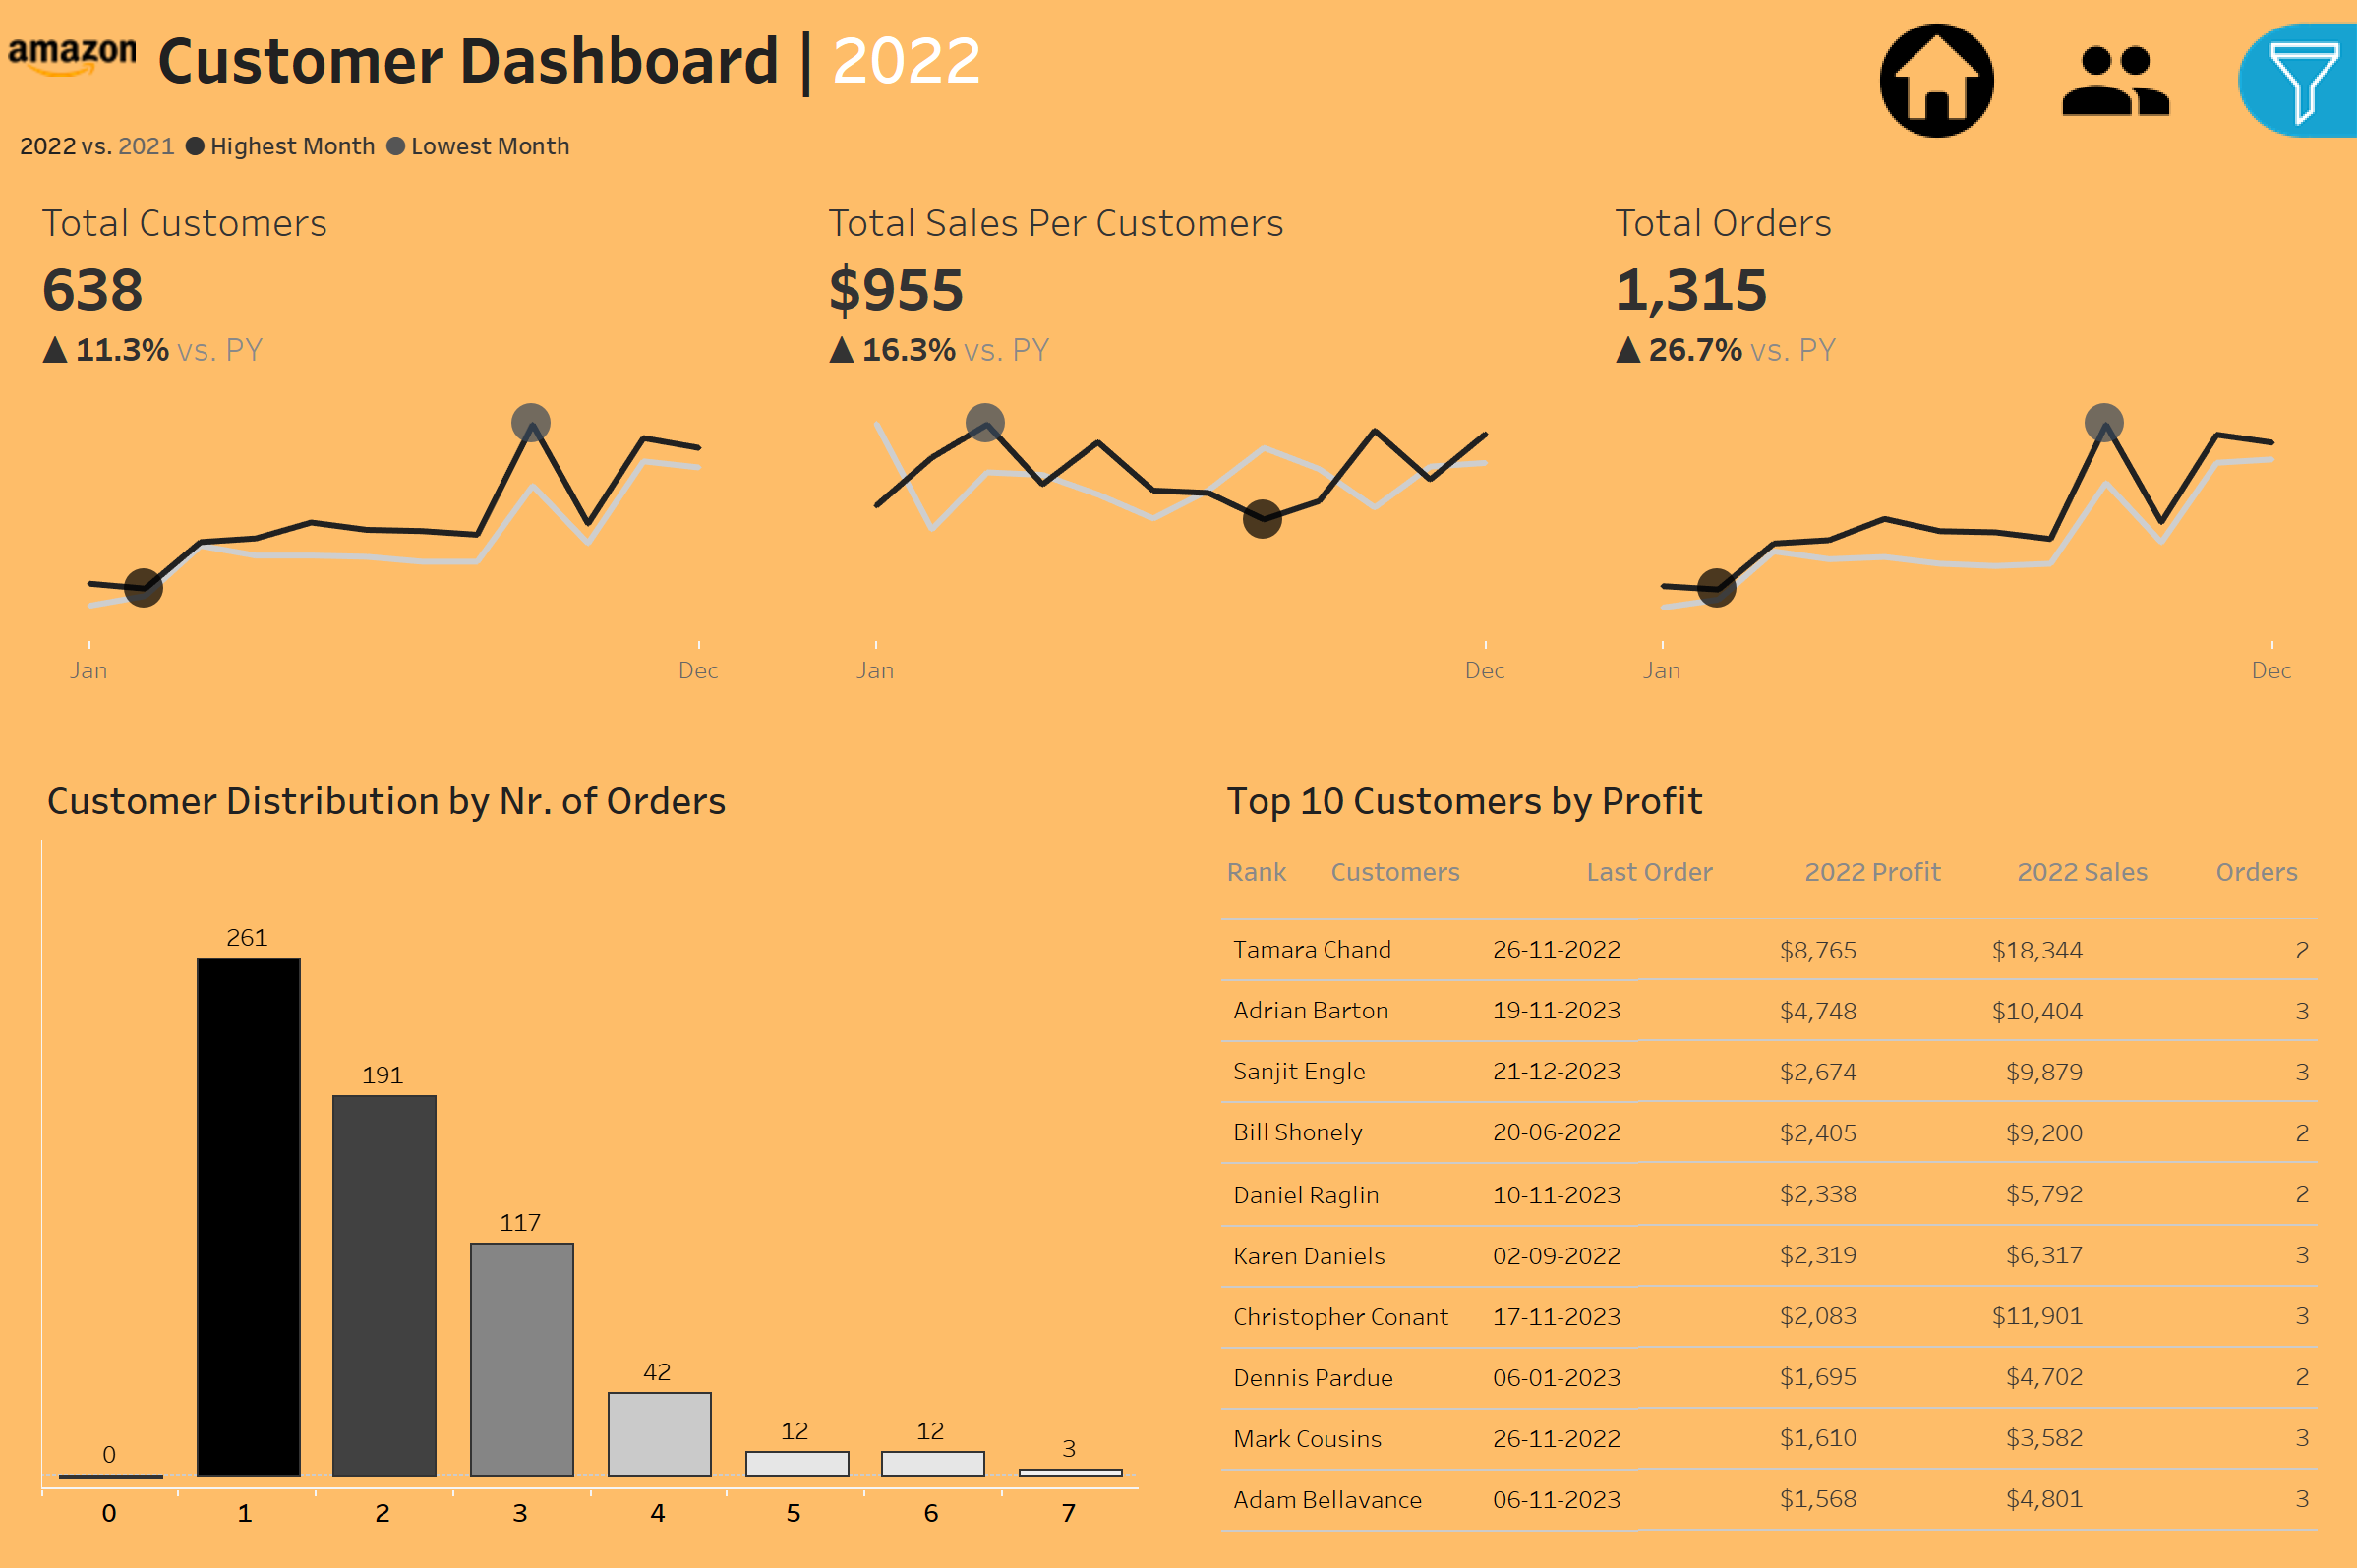 amazon Customer Dashboard | 2022
2022 vs. 2021 Highest Month Lowest Month
Total Customers
638
▲ 11.3% vs. PY
Jan Dec
Total Sales Per Customers
$955
▲ 16.3% vs. PY
Jan Dec
Total Orders
1,315
▲ 26.7% vs. PY
Jan Dec
Customer Distribution by Nr. of Orders
0 261 191 117 42 12 12 3
0 1 2 3 4 5 6 7
Top 10 Customers by Profit
Rank Customers Last Order 2022 Profit 2022 Sales Orders
Tamara Chand 26-11-2022 $8,765 $18,344 2
Adrian Barton 19-11-2023 $4,748 $10,404 3
Sanjit Engle 21-12-2023 $2,674 $9,879 3
Bill Shonely 20-06-2022 $2,405 $9,200 2
Daniel Raglin 10-11-2023 $2,338 $5,792 2
Karen Daniels 02-09-2022 $2,319 $6,317 3
Christopher Conant 17-11-2023 $2,083 $11,901 3
Dennis Pardue 06-01-2023 $1,695 $4,702 2
Mark Cousins 26-11-2022 $1,610 $3,582 3
Adam Bellavance 06-11-2023 $1,568 $4,801 3